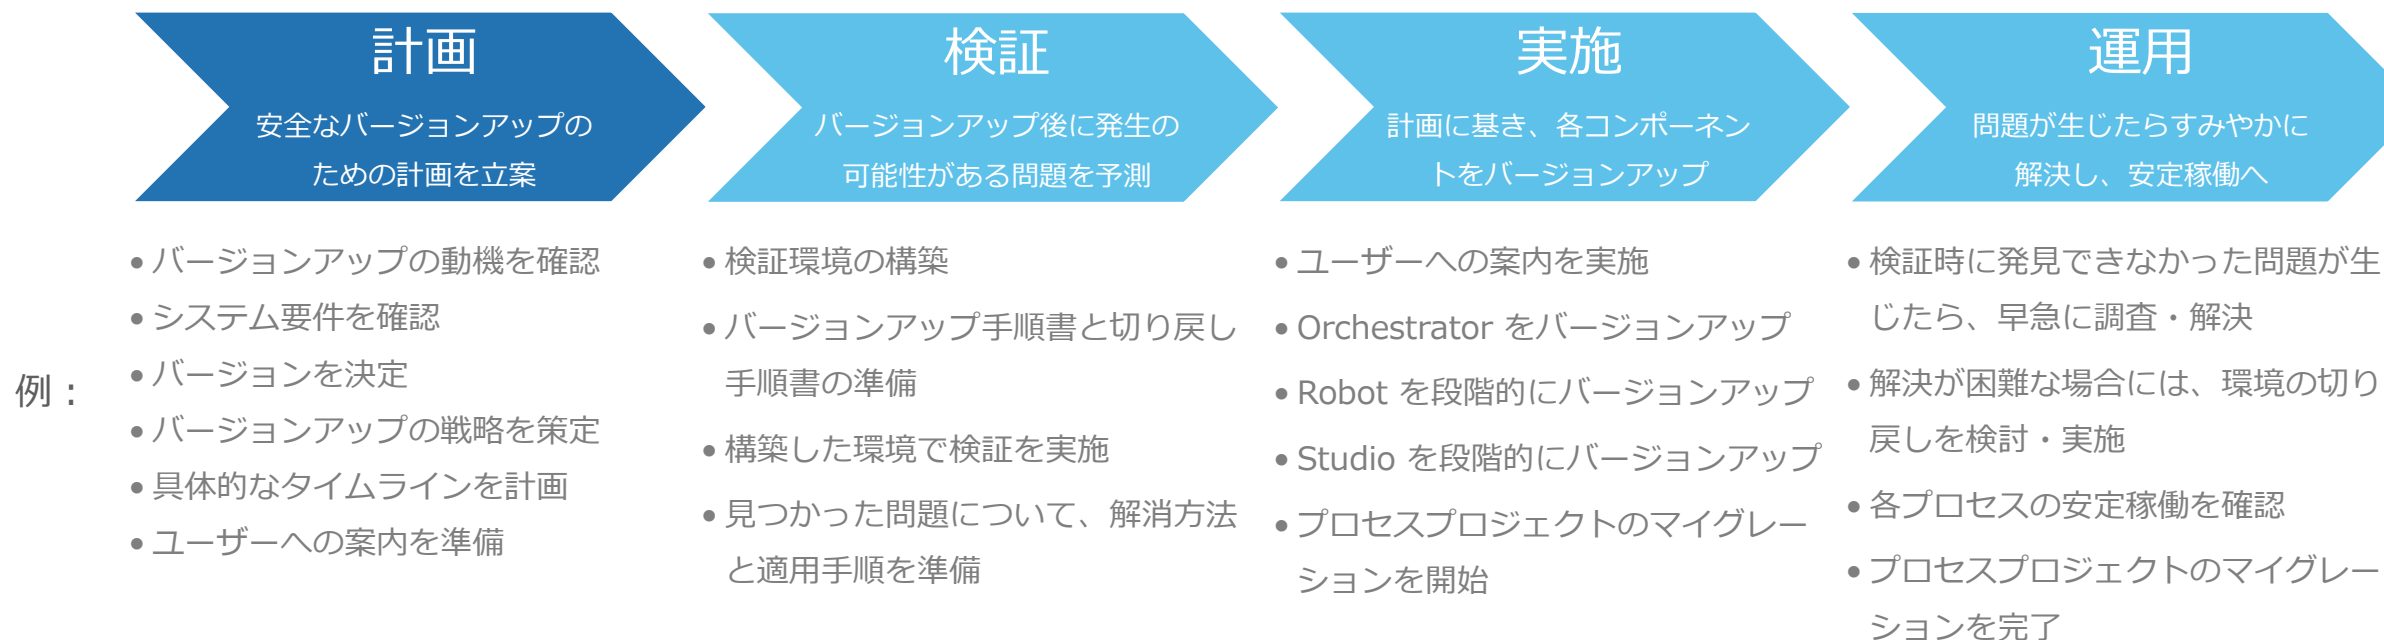 計画
安全なバージョンアップの
ための計画を立案
検証
バージョンアップ後に発生の
可能性がある問題を予測
実施
計画に基き、各コンポーネン
トをバージョンアップ
運用
問題が生じたらすみやかに
解決し、安定稼働へ
例：
• バージョンアップの動機を確認
• システム要件を確認
• バージョンを決定
• バージョンアップの戦略を策定
• 具体的なタイムラインを計画
• ユーザーへの案内を準備
• 検証環境の構築
• バージョンアップ手順書と切り戻し
手順書の準備
• 構築した環境で検証を実施
• 見つかった問題について、解消方法
と適用手順を準備
• ユーザーへの案内を実施
• Orchestrator をバージョンアップ
• Robot を段階的にバージョンアップ
• Studio を段階的にバージョンアップ
• プロセスプロジェクトのマイグレー
ションを開始
• 検証時に発見できなかった問題が生
じたら、早急に調査・解決
• 解決が困難な場合には、環境の切り
戻しを検討・実施
• 各プロセスの安定稼働を確認
• プロセスプロジェクトのマイグレー
ションを完了